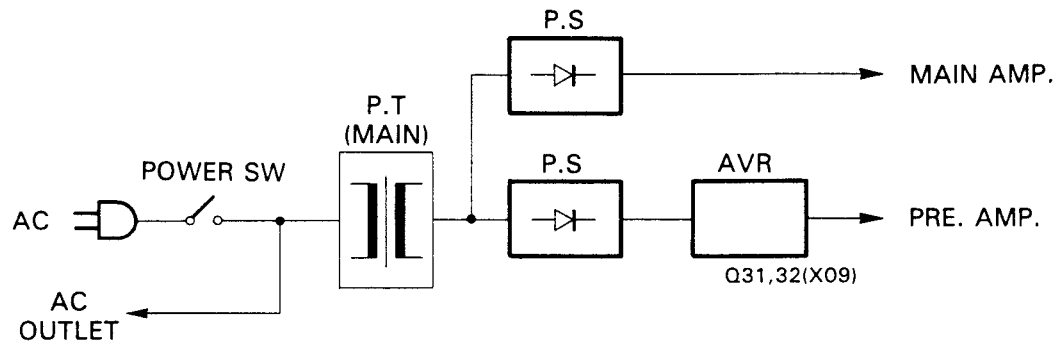 P.S
MAIN AMP.
P.T
(MAIN)
POWER SW
P.S
AVR
AC
PRE. AMP.
Q31,32(X09)
AC
OUTLET